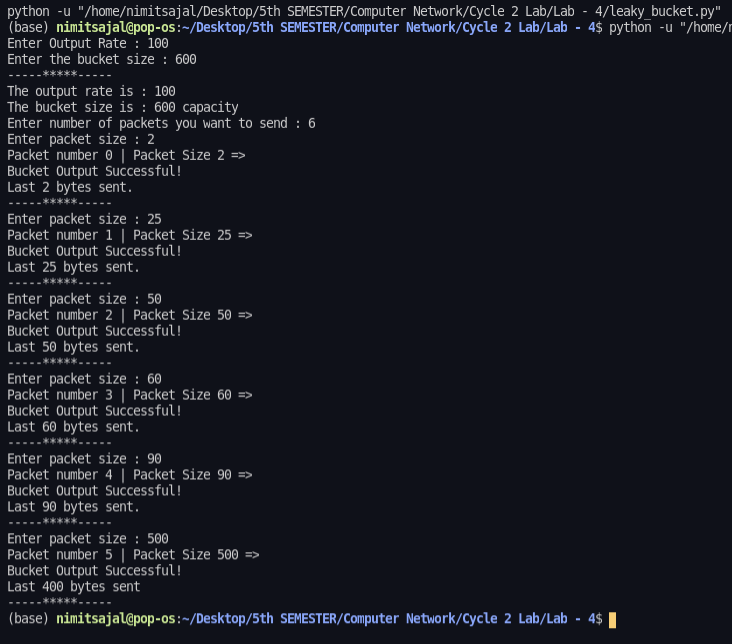 python -u "/home/nimitsajal/Desktop/5th SEMESTER/Computer Network/Cycle 2 Lab/Lab - 4/leaky_bucket.py"
(base) nimitsajal@pop-os:~/Desktop/5th SEMESTER/Computer Network/Cycle 2 Lab/Lab - 4$ python -u "/home/n
Enter Output Rate : 100
Enter the bucket size : 600
-----*****-----
The output rate is : 100
The bucket size is : 600 capacity
Enter number of packets you want to send : 6
Enter packet size : 2
Packet number 0 | Packet Size 2 =>
Bucket Output Successful!
Last 2 bytes sent.
-----*****-----
Enter packet size : 25
Packet number 1 | Packet Size 25 =>
Bucket Output Successful!
Last 25 bytes sent.
-----*****-----
Enter packet size : 50
Packet number 2 | Packet Size 50 =>
Bucket Output Successful!
Last 50 bytes sent.
-----*****-----
Enter packet size : 60
Packet number 3 | Packet Size 60 =>
Bucket Output Successful!
Last 60 bytes sent.
-----*****-----
Enter packet size : 90
Packet number 4 | Packet Size 90 =>
Bucket Output Successful!
Last 90 bytes sent.
-----*****-----
Enter packet size : 500
Packet number 5 | Packet Size 500 =>
Bucket Output Successful!
Last 400 bytes sent
-----*****-----
(base) nimitsajal@pop-os:~/Desktop/5th SEMESTER/Computer Network/Cycle 2 Lab/Lab - 4$